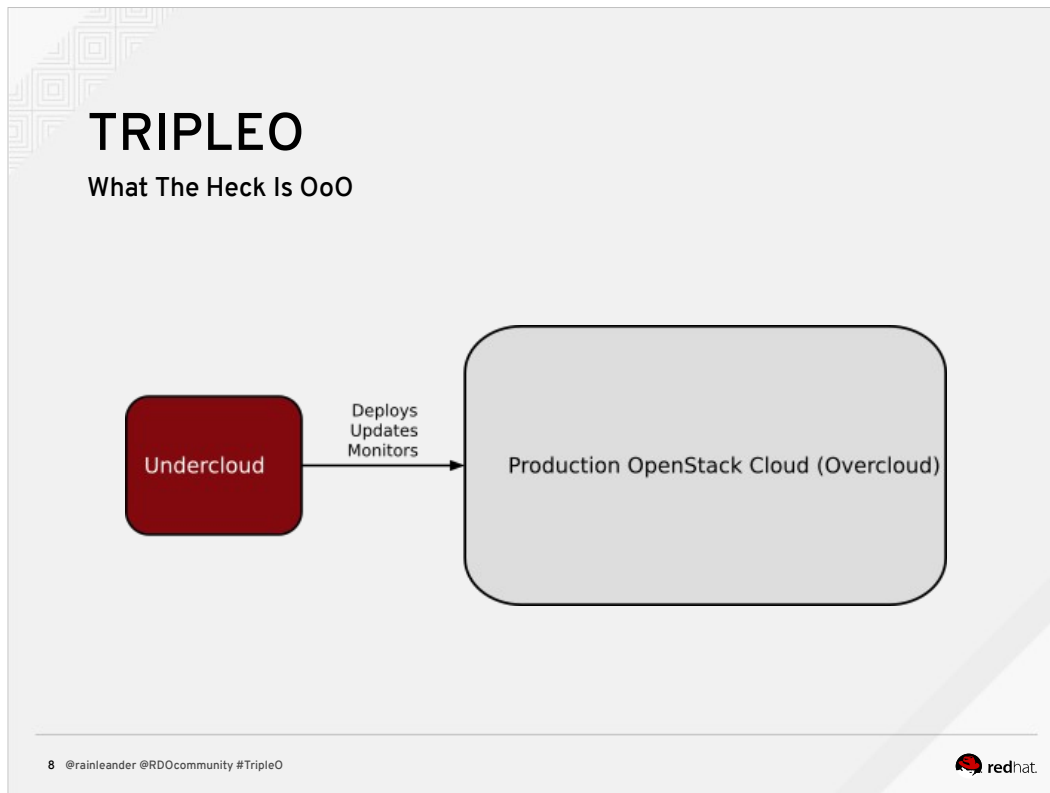 TRIPLEO
What The Heck Is OoO
Deploys
Updates
Monitors
Undercloud
Production OpenStack Cloud (Overcloud)
8 @rainleander @RDOcommunity #TripleO
redhat.